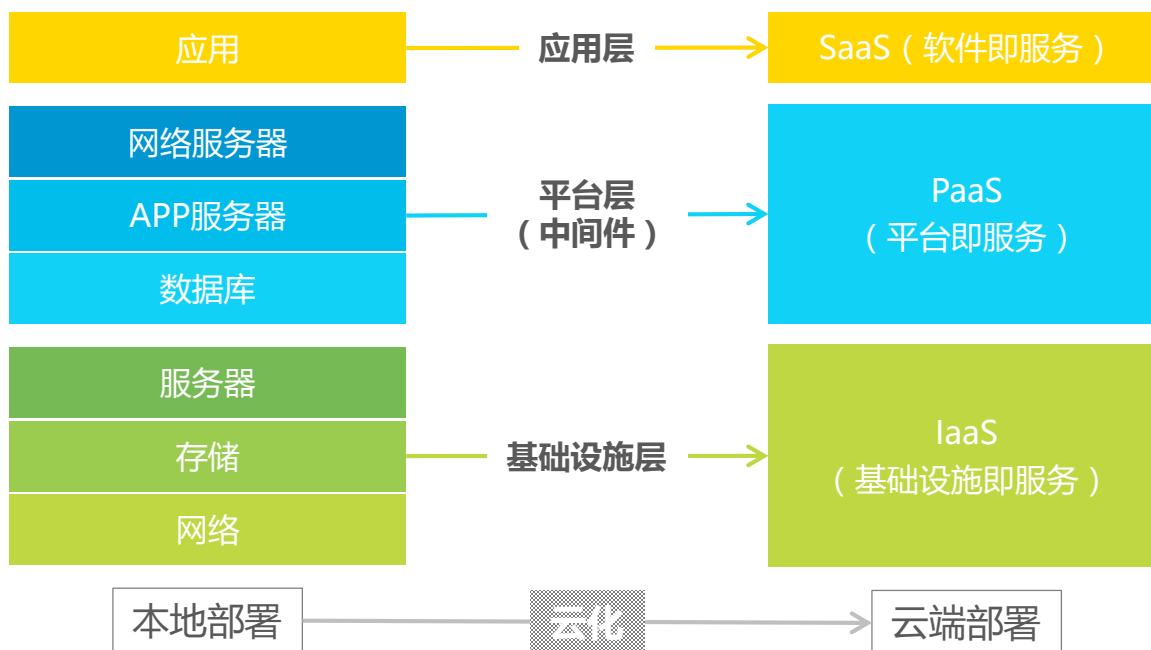 应用
应用层
SaaS（软件即服务）
网络服务器
APP服务器
数据库
平台层
（中间件）
PaaS
（平台即服务）
服务器
存储
网络
基础设施层
IaaS
（基础设施即服务）
本地部署
云化
云端部署